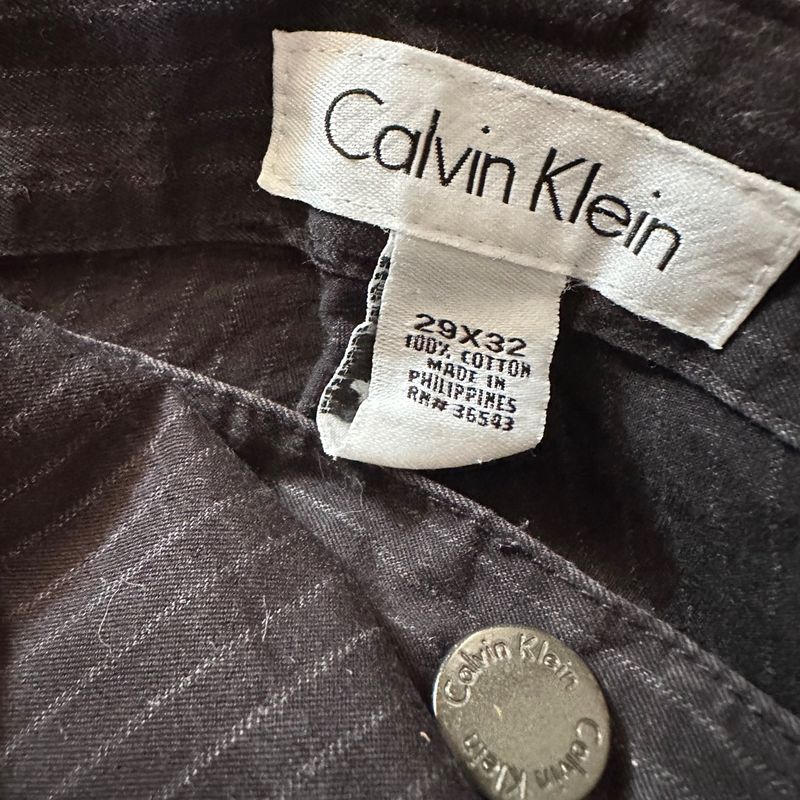 Calvin Klein
29X32
100% COTTON
MADE IN
PHILIPPINES
RN# 36543
Calvin Klein
Calvin Klein